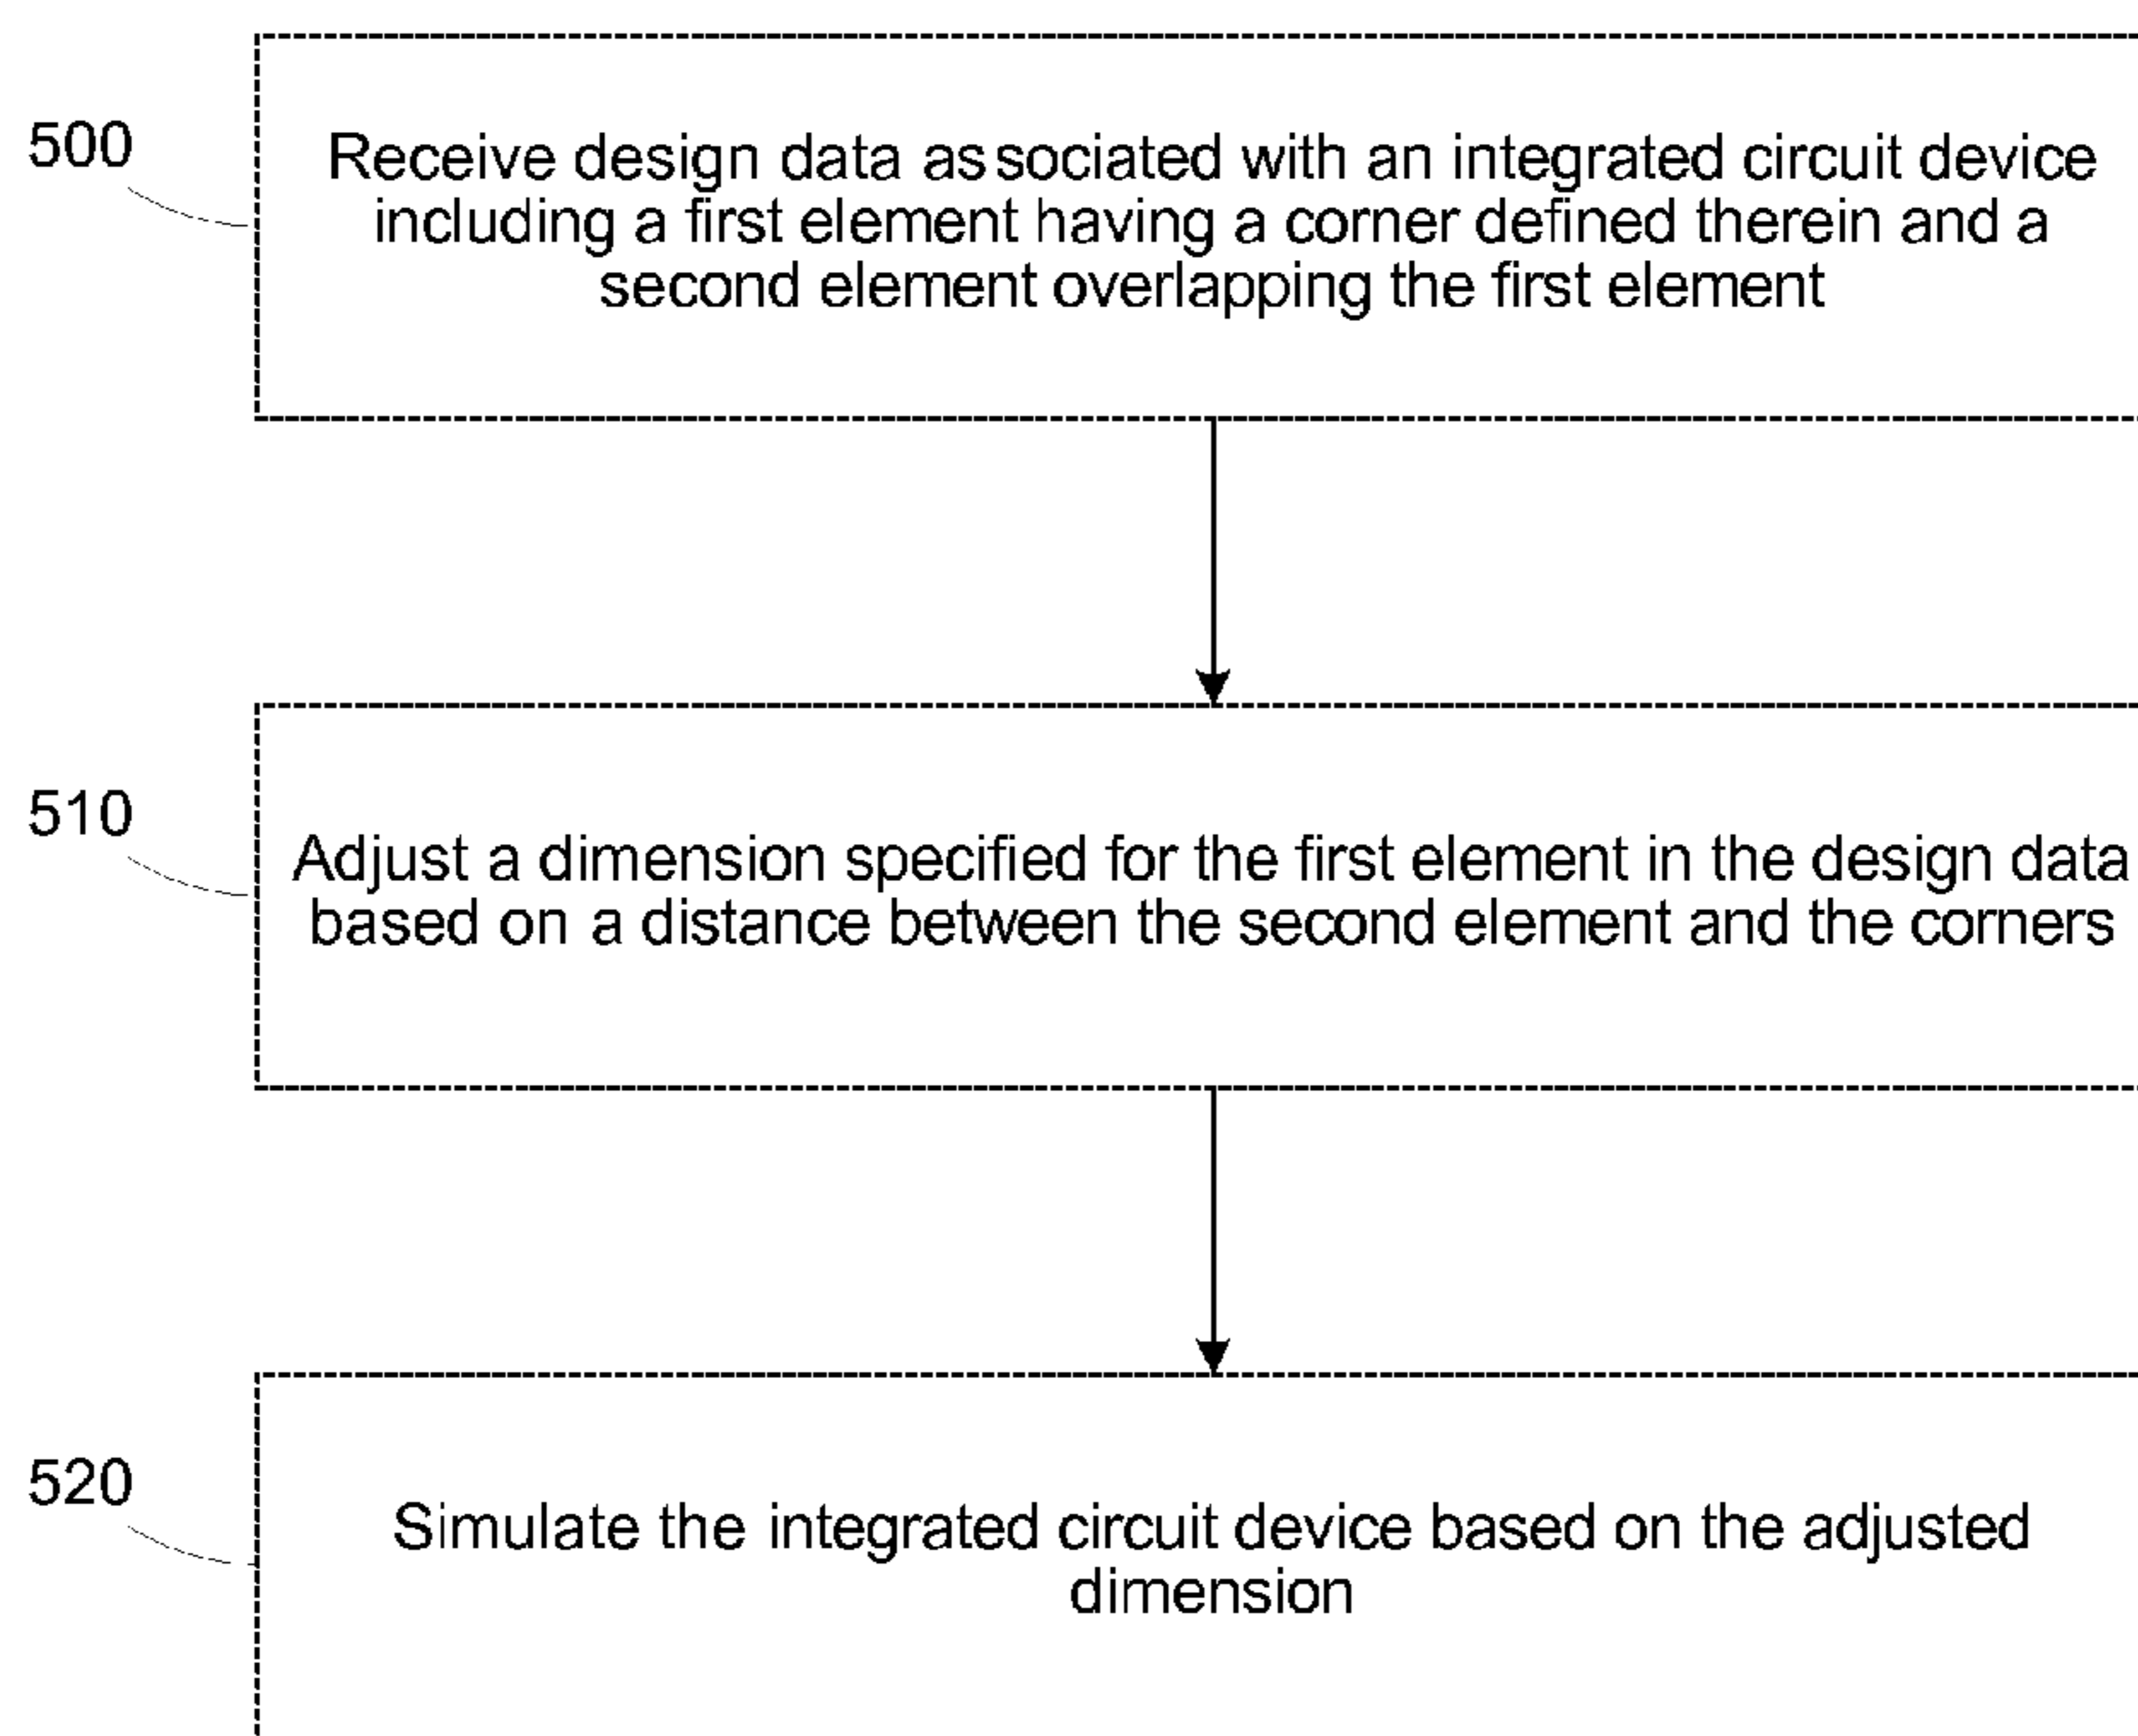 500
Receive design data associated with an integrated circuit device
including a first element having a corner defined therein and a
second element overlapping the first element
510
Adjust a dimension specified for the first element in the design data
based on a distance between the second element and the corners
520
Simulate the integrated circuit device based on the adjusted
dimension